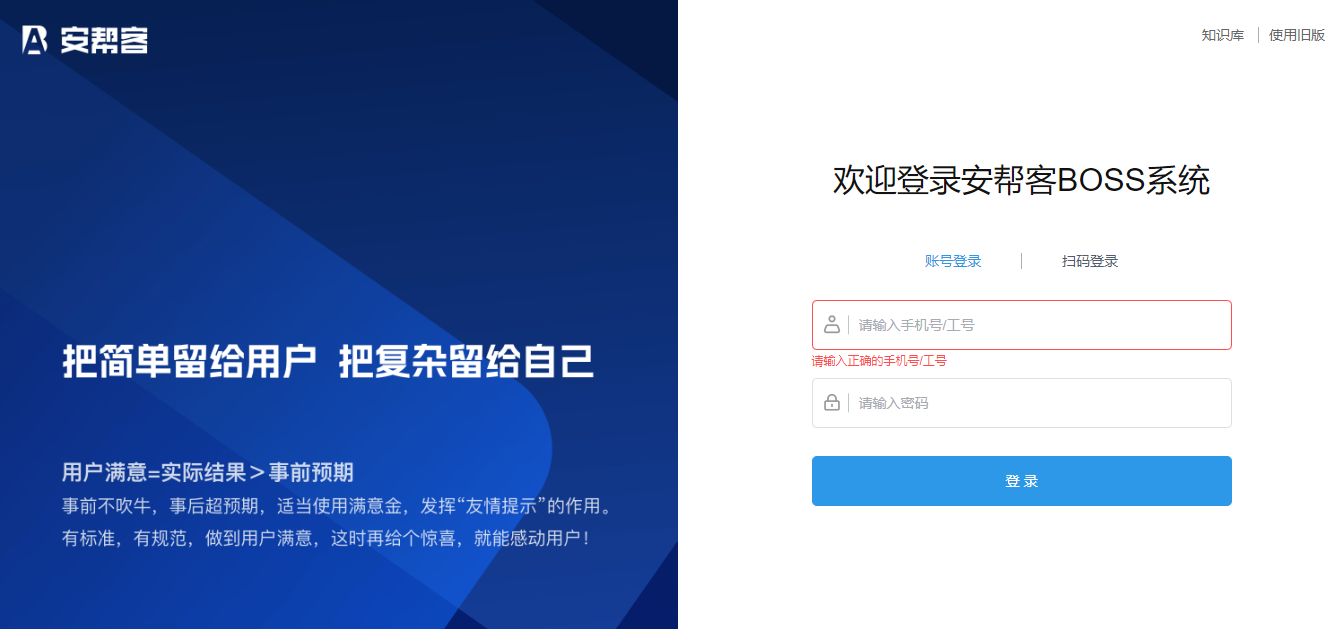 安帮客
知识库
使用旧版
把简单留给用户 把复杂留给自己
用户满意=实际结果＞事前预期
事前不吹牛，事后超预期，适当使用满意金，发挥“友情提示”的作用。
有标准，有规范，做到用户满意，这时再给个惊喜，就能感动用户！
欢迎登录安帮客BOSS系统
账号登录
扫码登录
请输入手机号/工号
请输入正确的手机号/工号
请输入密码
登 录